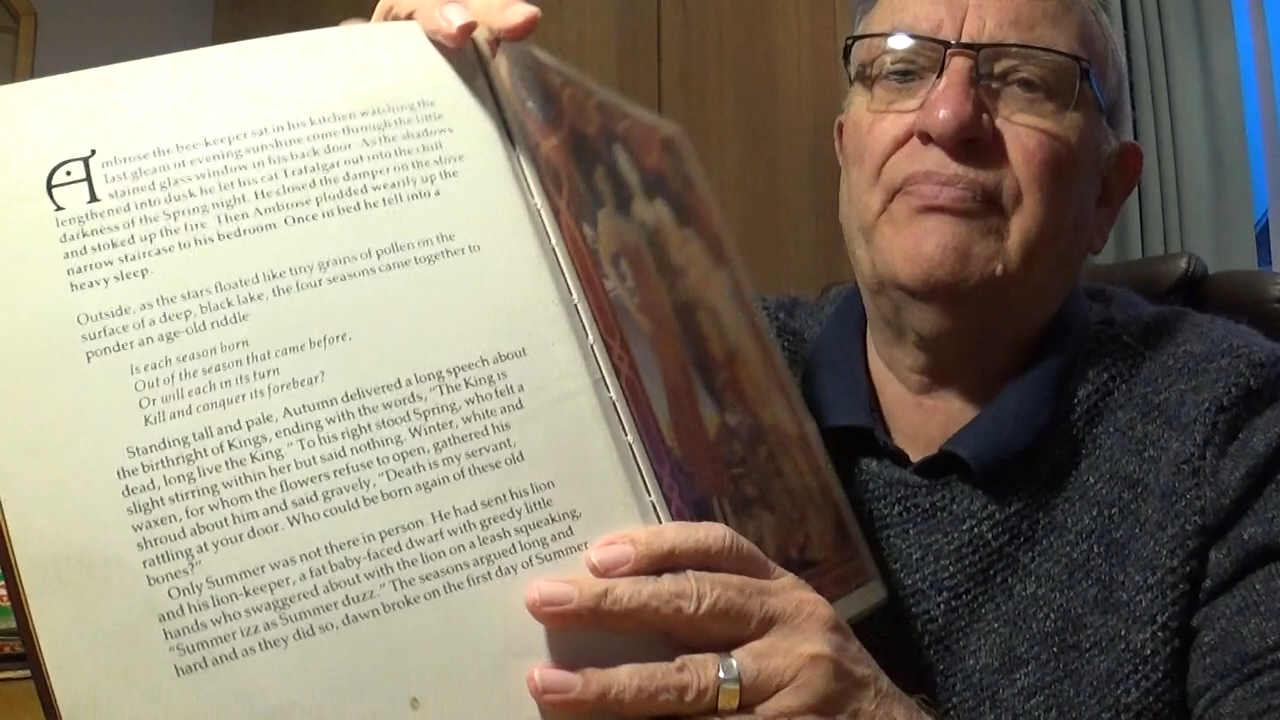 Ambrose the bee-keeper sat in his kitchen watching the
last gleam of evening sunshine come through the little
stained glass window in his back door. As the shadows
lengthened into dusk he let his cat Trafalgar out into the chill
darkness of the Spring night. He closed the damper on the stove
and stoked up the fire. Then Ambrose plodded wearily up the
narrow staircase to his bedroom. Once in bed he fell into a
heavy sleep.
Outside, as the stars floated like tiny grains of pollen on the
surface of a deep, black lake, the four seasons came together to
ponder an age-old riddle
Is each season born
Out of the season that came before,
Or will each in its turn
Kill and conquer its forebear?
Standing tall and pale, Autumn delivered a long speech about
the birthright of Kings, ending with the words, "The King is
dead, long live the King." To his right stood Spring, who felt a
slight stirring within her but said nothing. Winter, white and
waxen, for whom the flowers refuse to open, gathered his
shroud about him and said gravely, "Death is my servant,
rattling at your door. Who could be born again of these old
bones?"
Only Summer was not there in person. He had sent his lion
and his lion-keeper, a fat baby-faced dwarf with greedy little
hands who swaggered about with the lion on a leash squeaking,
"Summer izz as Summer duzz." The seasons argued long and
hard and as they did so, dawn broke on the first day of Summer